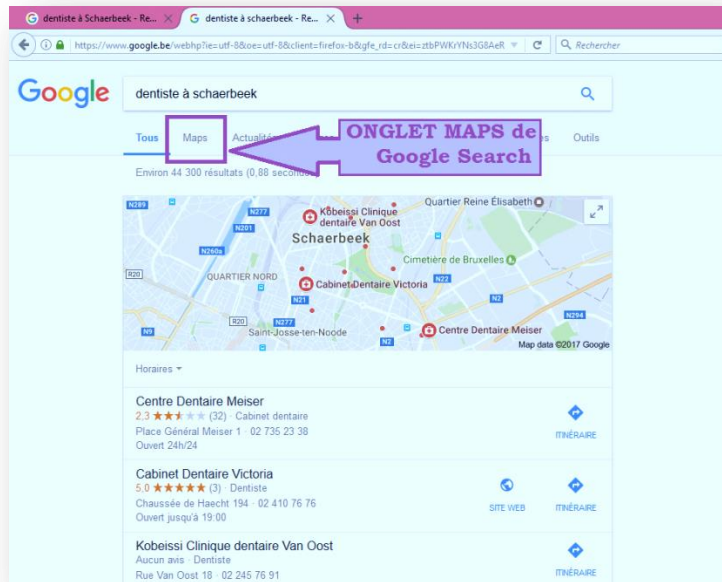 dentiste à Schaerbeek - Re...
dentiste à schaerbeek - Re...
https://www.google.be/webhp?ie=utf-8&oe=utf-8&client=firefox-b&gfe_rd=cr&ei=ztbPWKrYNs3G8AeR
Rechercher
Google
dentiste à schaerbeek
Tous Maps Actualités Outils
ONGLET MAPS de
Google Search
Environ 44 300 résultats (0,88
N289
N277
N201
Kobeissi Clinique
dentaire Van Oost
Quartier Reine Élisabeth
Schaerbeek
N260a
Cimetière de Bruxelles
R20
QUARTIER NORD
Cabinet Dentaire Victoria
N22
N21
N2
N294
R20
N277
N9
Saint-Josse-ten-Noode
N2
Centre Dentaire Meiser
Map data ©2017 Google
Horaires
Centre Dentaire Meiser
2,3 (32) · Cabinet dentaire
Place Général Meiser 1 · 02 735 23 38
Ouvert 24h/24
ITINÉRAIRE
Cabinet Dentaire Victoria
5,0 (3) · Dentiste
Chaussée de Haecht 194 · 02 410 76 76
Ouvert jusqu'à 19:00
SITE WEB
ITINÉRAIRE
Kobeissi Clinique dentaire Van Oost
Aucun avis · Dentiste
Rue Van Oost 18 · 02 245 76 91
ITINÉRAIRE